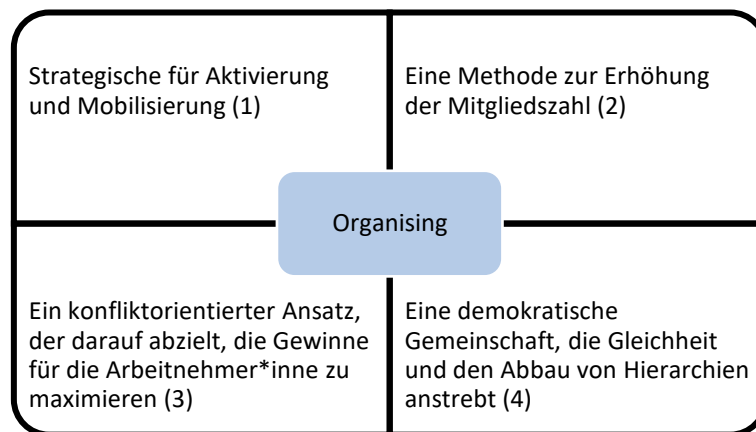 Strategische für Aktivierung
und Mobilisierung (1)
Eine Methode zur Erhöhung
der Mitgliedszahl (2)
Organising
Ein konfliktorientierter Ansatz,
der darauf abzielt, die Gewinne
für die Arbeitnehmer*inne zu
maximieren (3)
Eine demokratische
Gemeinschaft, die Gleichheit
und den Abbau von Hierarchien
anstrebt (4)